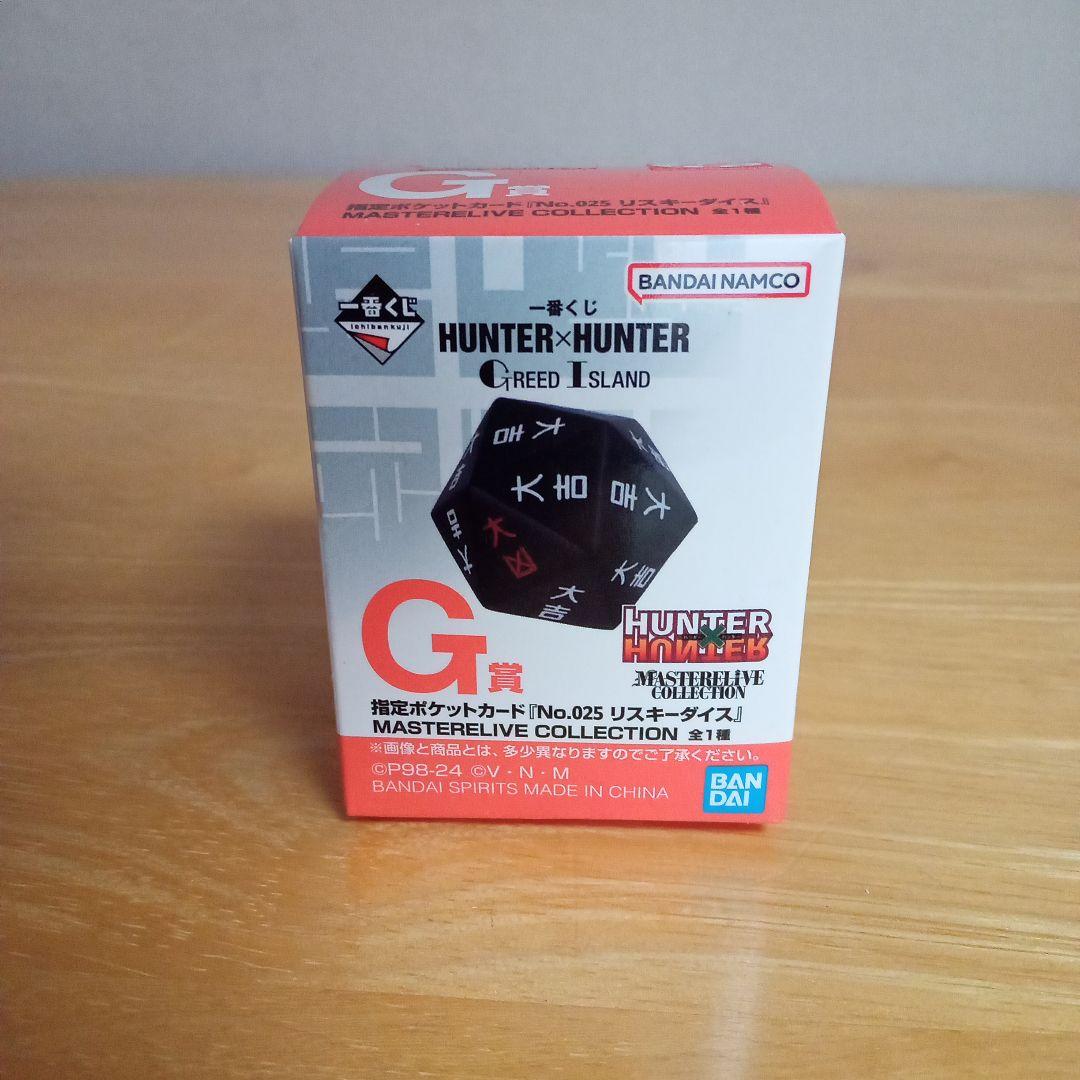 G賞
指定ポケットカード『No.025 リスキーダイス』
MASTERELIVE COLLECTION 全1種
一番くじ
ichibankuji
BANDAI NAMCO
一番くじ
HUNTER×HUNTER
GREED ISLAND
大吉
大吉
大吉
大凶
大吉
大吉
大吉
HUNTER×HUNTER
MASTERELIVE
COLLECTION
G賞
指定ポケットカード『No.025 リスキーダイス』
MASTERELIVE COLLECTION 全1種
※画像と商品とは、多少異なりますのでご了承ください。
©P98-24 ©V・N・M
BANDAI SPIRITS MADE IN CHINA
BAN
DAI